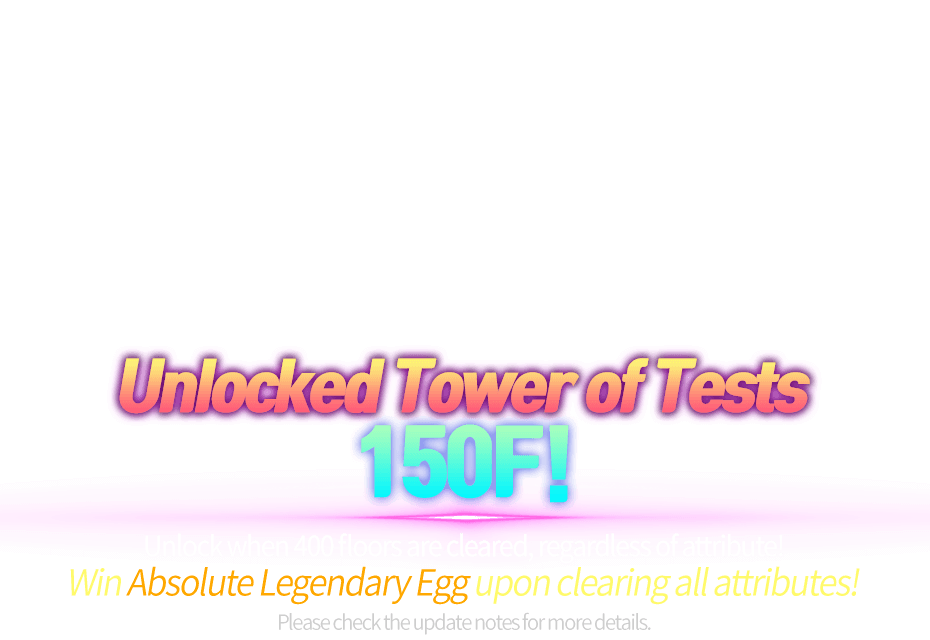 Unlocked Tower of Tests
150F!
Unlock when 400 floors are cleared, regardless of attribute!
Win Absolute Legendary Egg upon clearing all attributes!
Please check the update notes for more details.